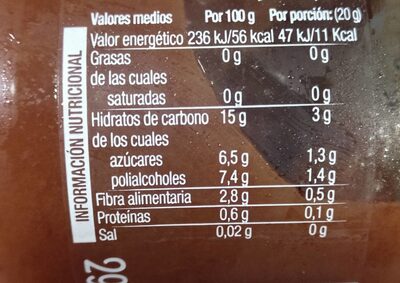 INFORMACIÓN NUTRICIONAL
Valores medios Por 100 g Por porción: (20 g)
Valor energético 236 kJ/56 kcal 47 kJ/11 Kcal
Grasas 0 g 0 g
de las cuales
saturadas 0 g 0 g
Hidratos de carbono 15 g 3 g
de los cuales
azúcares 6,5 g 1,3 g
polialcoholes 7,4 g 1,4 g
Fibra alimentaria 2,8 g 0,5 g
Proteínas 0,6 g 0,1 g
Sal 0,02 g 0 g